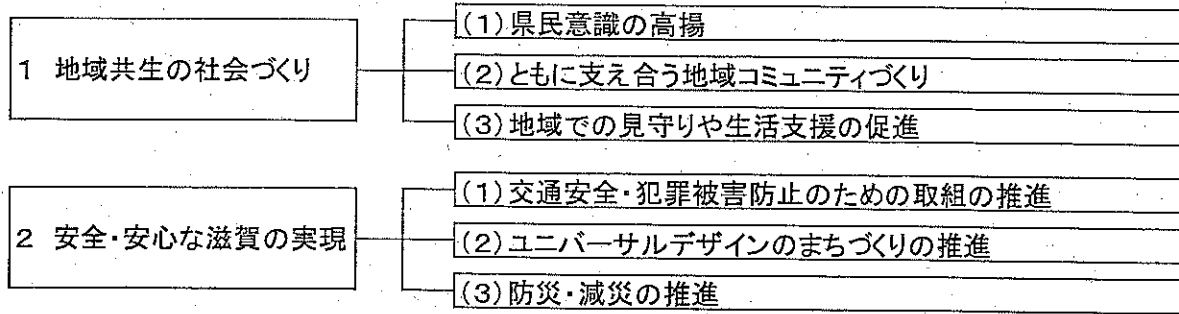 1 地域共生の社会づくり
(1)県民意識の高揚
(2)ともに支え合う地域コミュニティづくり
(3)地域での見守りや生活支援の促進
2 安全・安心な滋賀の実現
(1)交通安全・犯罪被害防止のための取組の推進
(2)ユニバーサルデザインのまちづくりの推進
(3)防災・減災の推進